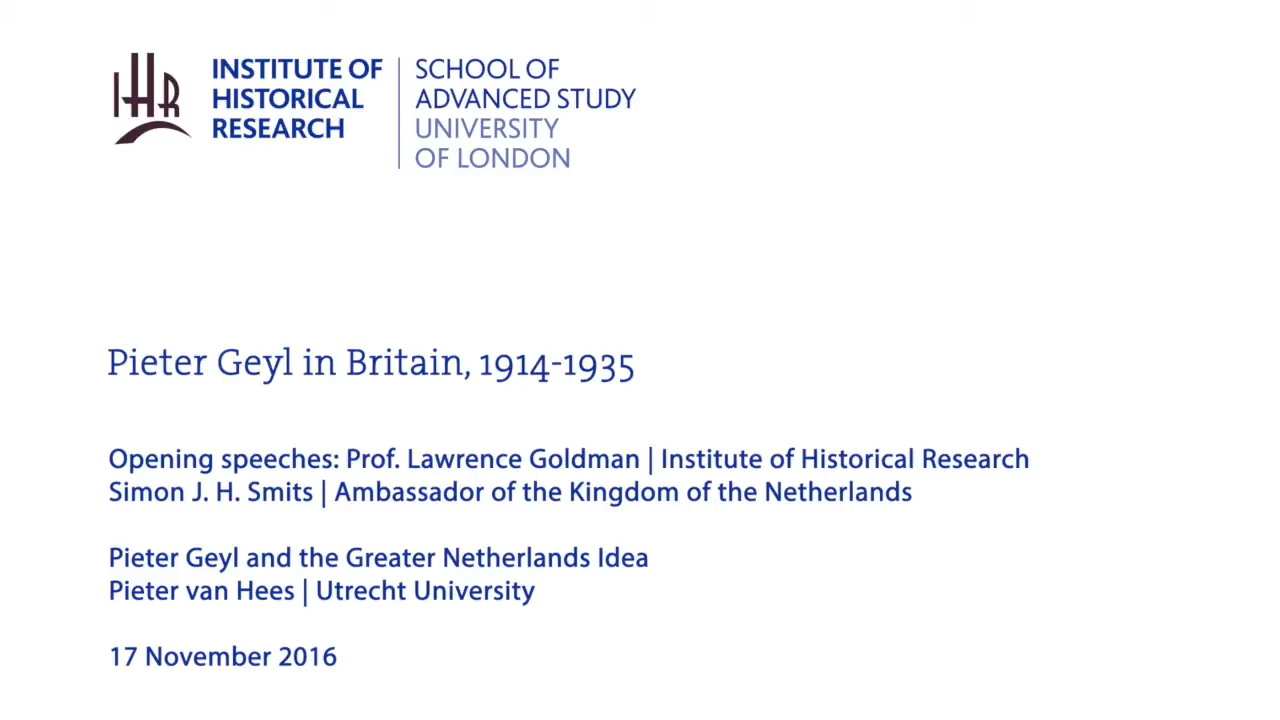 IHR
INSTITUTE OF
HISTORICAL
RESEARCH
SCHOOL OF
ADVANCED STUDY
UNIVERSITY
OF LONDON
Pieter Geyl in Britain, 1914-1935
Opening speeches: Prof. Lawrence Goldman | Institute of Historical Research
Simon J. H. Smits | Ambassador of the Kingdom of the Netherlands
Pieter Geyl and the Greater Netherlands Idea
Pieter van Hees | Utrecht University
17 November 2016